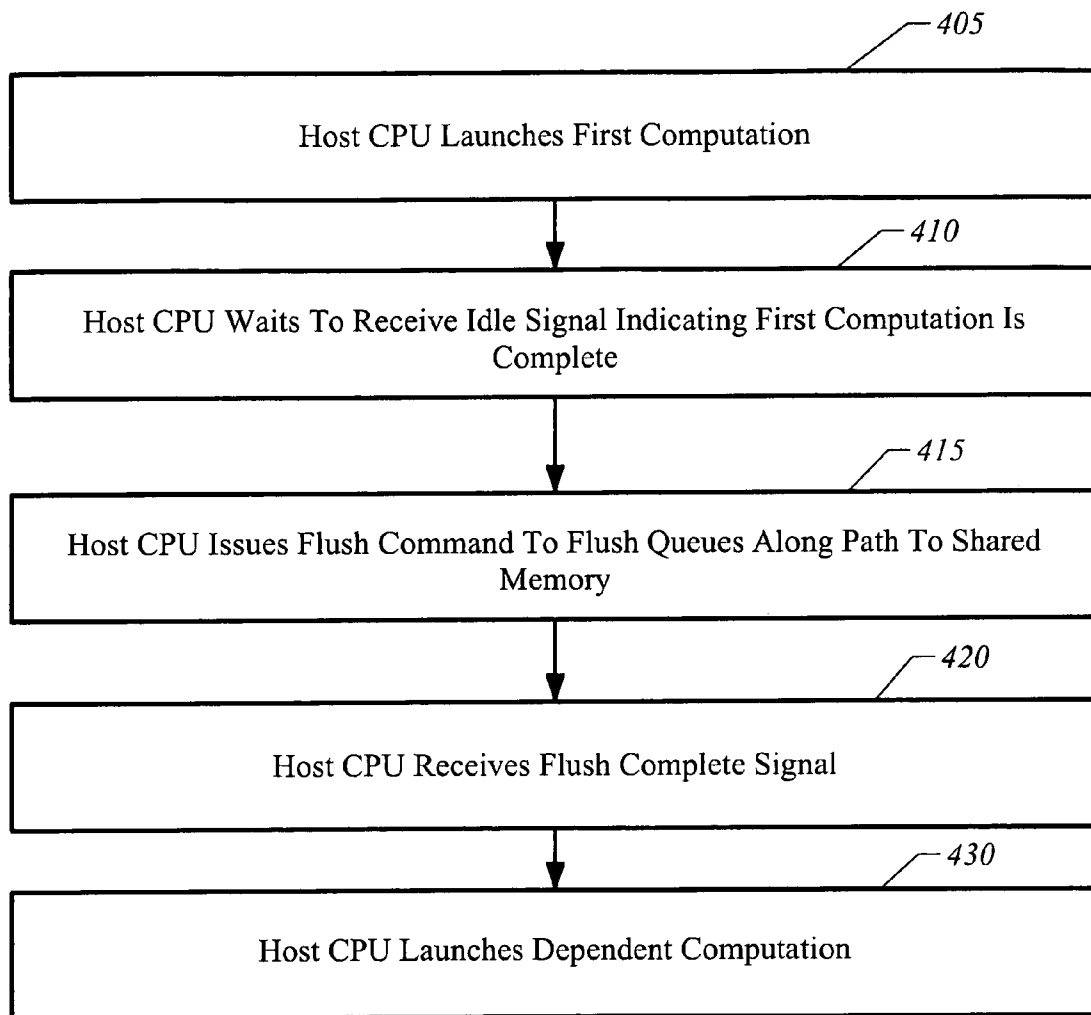 405
Host CPU Launches First Computation
410
Host CPU Waits To Receive Idle Signal Indicating First Computation Is
Complete
415
Host CPU Issues Flush Command To Flush Queues Along Path To Shared
Memory
420
Host CPU Receives Flush Complete Signal
430
Host CPU Launches Dependent Computation